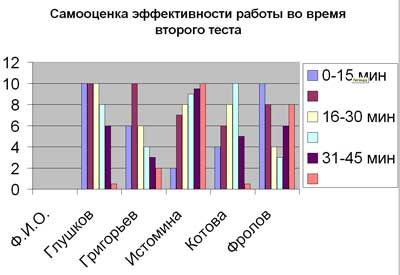 Самооценка эффективности работы во время
второго теста
12
10
8
6
4
2
0
Ф.И.О.
Глушков
Григорьев
Истомина
Котова
Фролов
0-15 мин
16-30 мин
31-45 мин